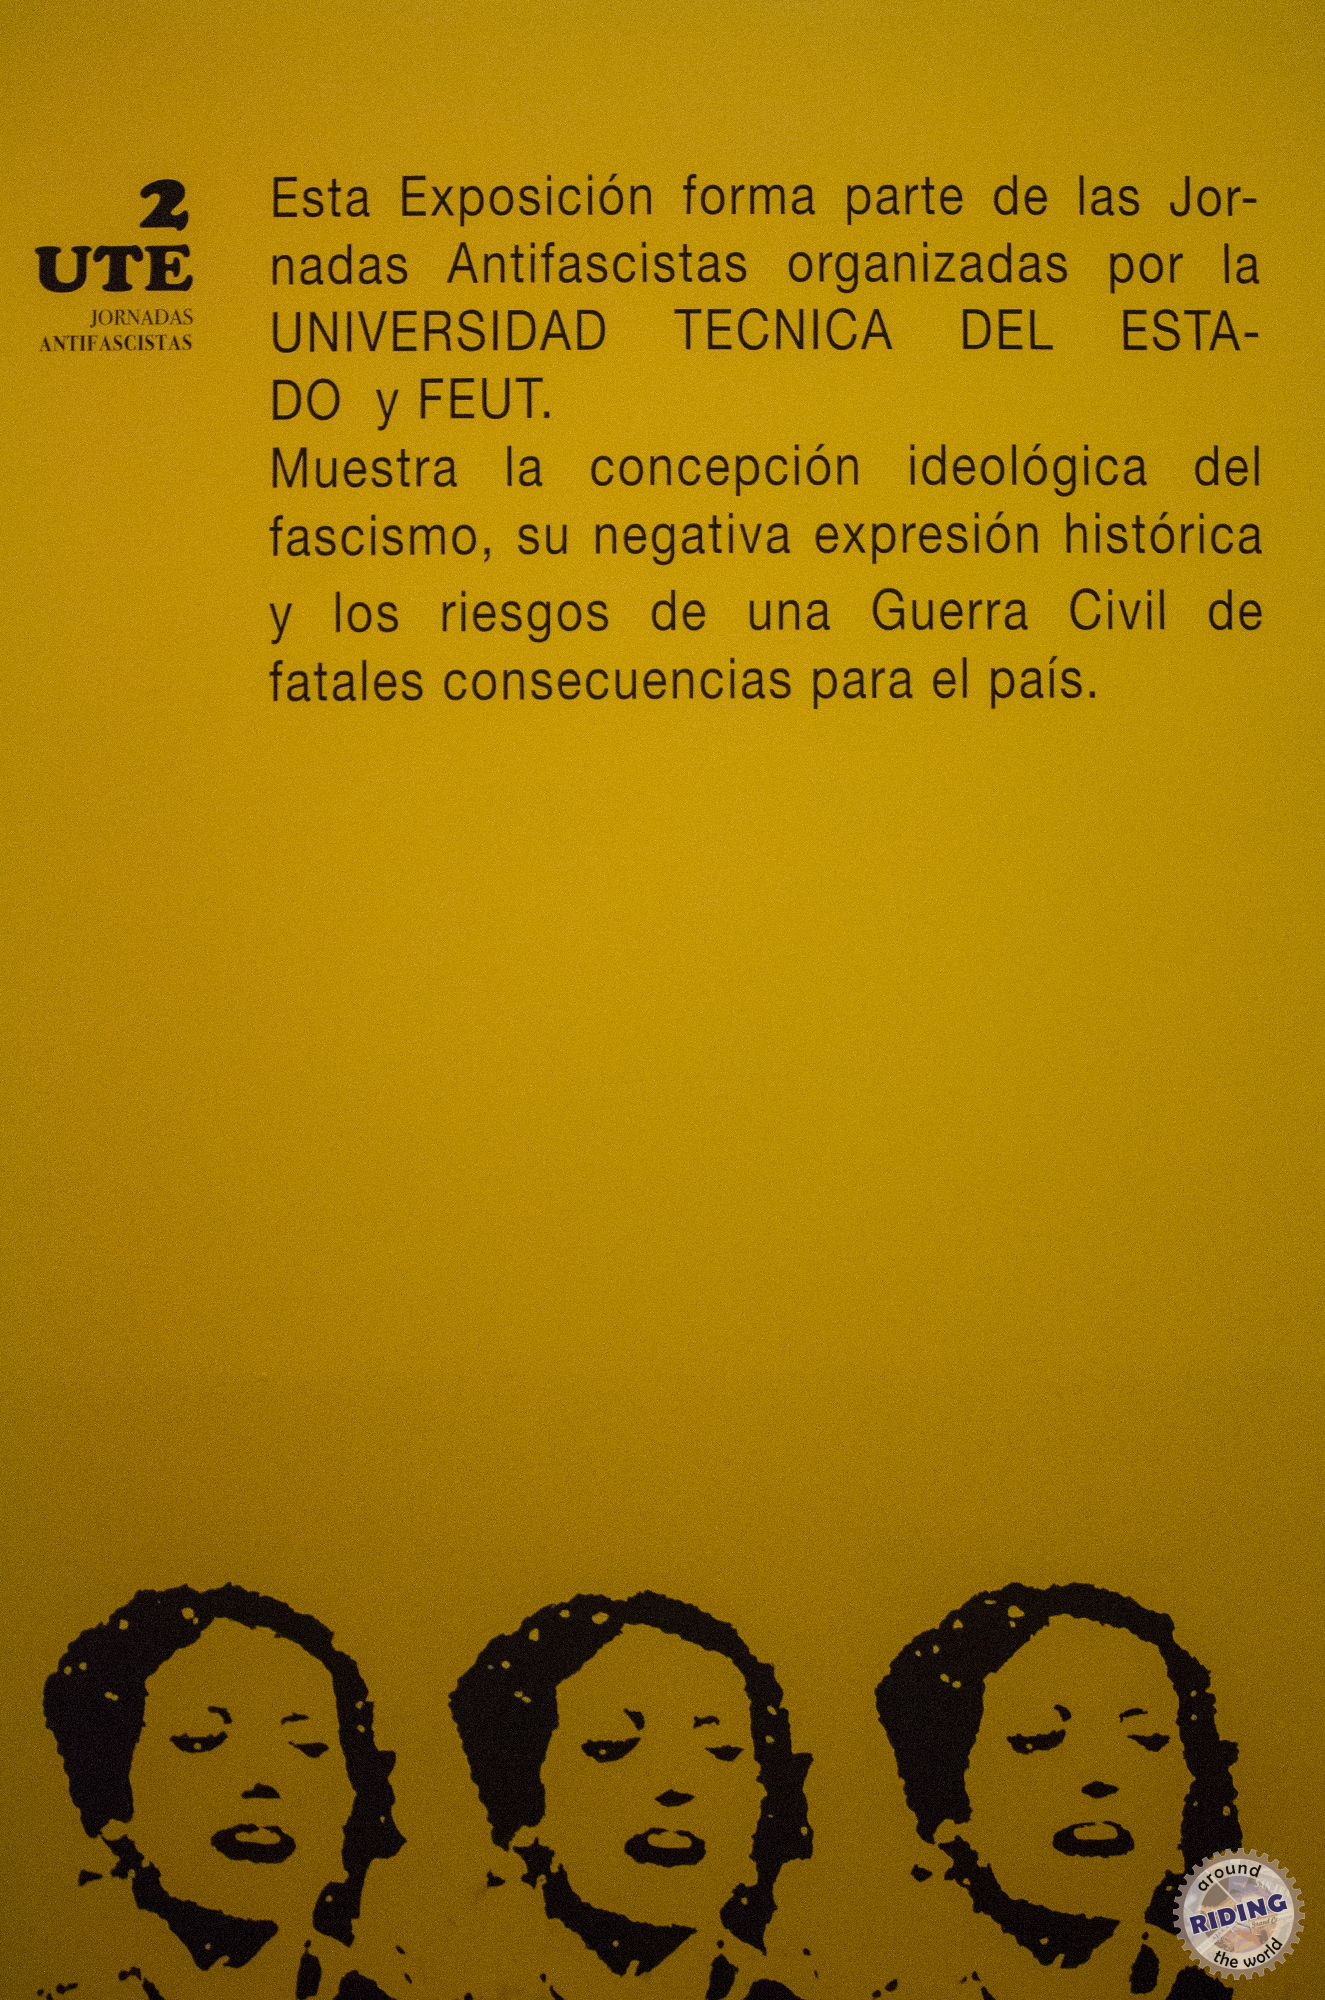 2
UTE
JORNADAS
ANTIFASCISTAS
Esta Exposición forma parte de las Jor-
nadas Antifascistas organizadas por la
UNIVERSIDAD TECNICA DEL ESTA-
DO y FEUT.
Muestra la concepción ideológica del
fascismo, su negativa expresión histórica
y los riesgos de una Guerra Civil de
fatales consecuencias para el país.
around
RIDING
the world